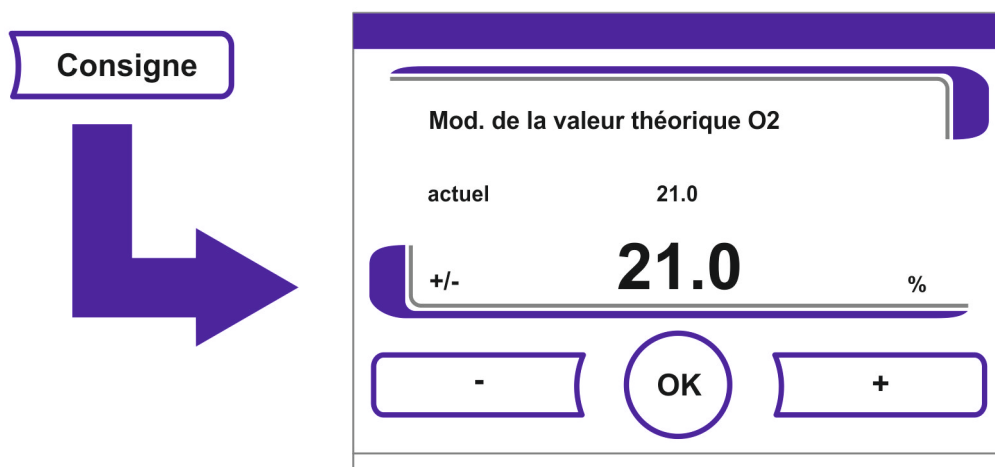 Consigne
Mod. de la valeur théorique O2
actuel 21.0
+/- 21.0 %
- OK +